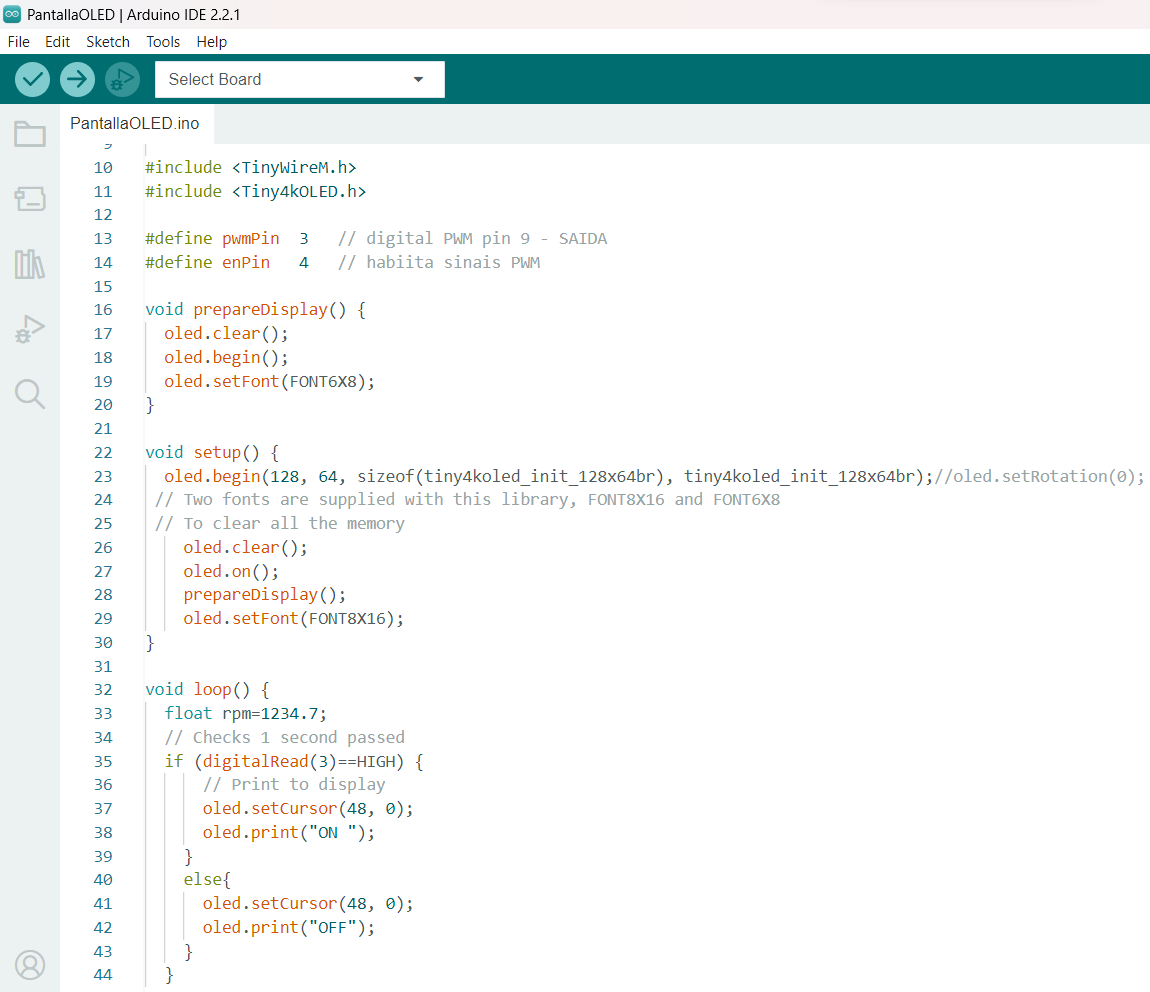 PantallaOLED | Arduino IDE 2.2.1
File Edit Sketch Tools Help
Select Board
PantallaOLED.ino
9
10 #include <TinyWireM.h>
11 #include <Tiny4kOLED.h>
12
13 #define pwmPin  3   // digital PWM pin 9 - SAIDA
14 #define enPin   4   // habiita sinais PWM
15
16 void prepareDisplay() {
17   oled.clear();
18   oled.begin();
19   oled.setFont(FONT6X8);
20 }
21
22 void setup() {
23   oled.begin(128, 64, sizeof(tiny4koled_init_128x64br), tiny4koled_init_128x64br);//oled.setRotation(0);
24  // Two fonts are supplied with this library, FONT8X16 and FONT6X8
25  // To clear all the memory
26     oled.clear();
27     oled.on();
28     prepareDisplay();
29     oled.setFont(FONT8X16);
30 }
31
32 void loop() {
33   float rpm=1234.7;
34   // Checks 1 second passed
35   if (digitalRead(3)==HIGH) {
36       // Print to display
37       oled.setCursor(48, 0);
38       oled.print("ON ");
39     }
40     else{
41       oled.setCursor(48, 0);
42       oled.print("OFF");
43     }
44   }